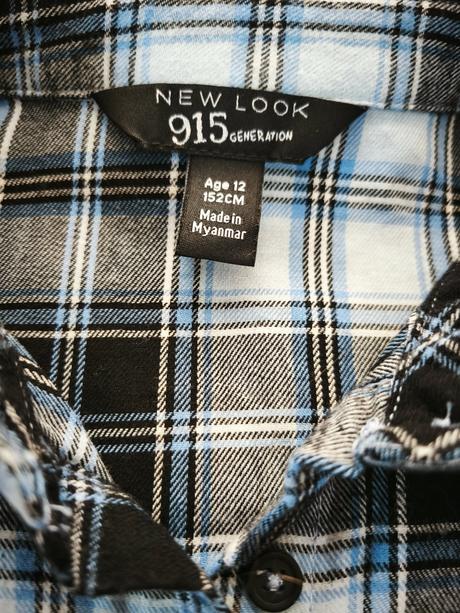 NEW LOOK
915 GENERATION
Age 12
152CM
Made in
Myanmar